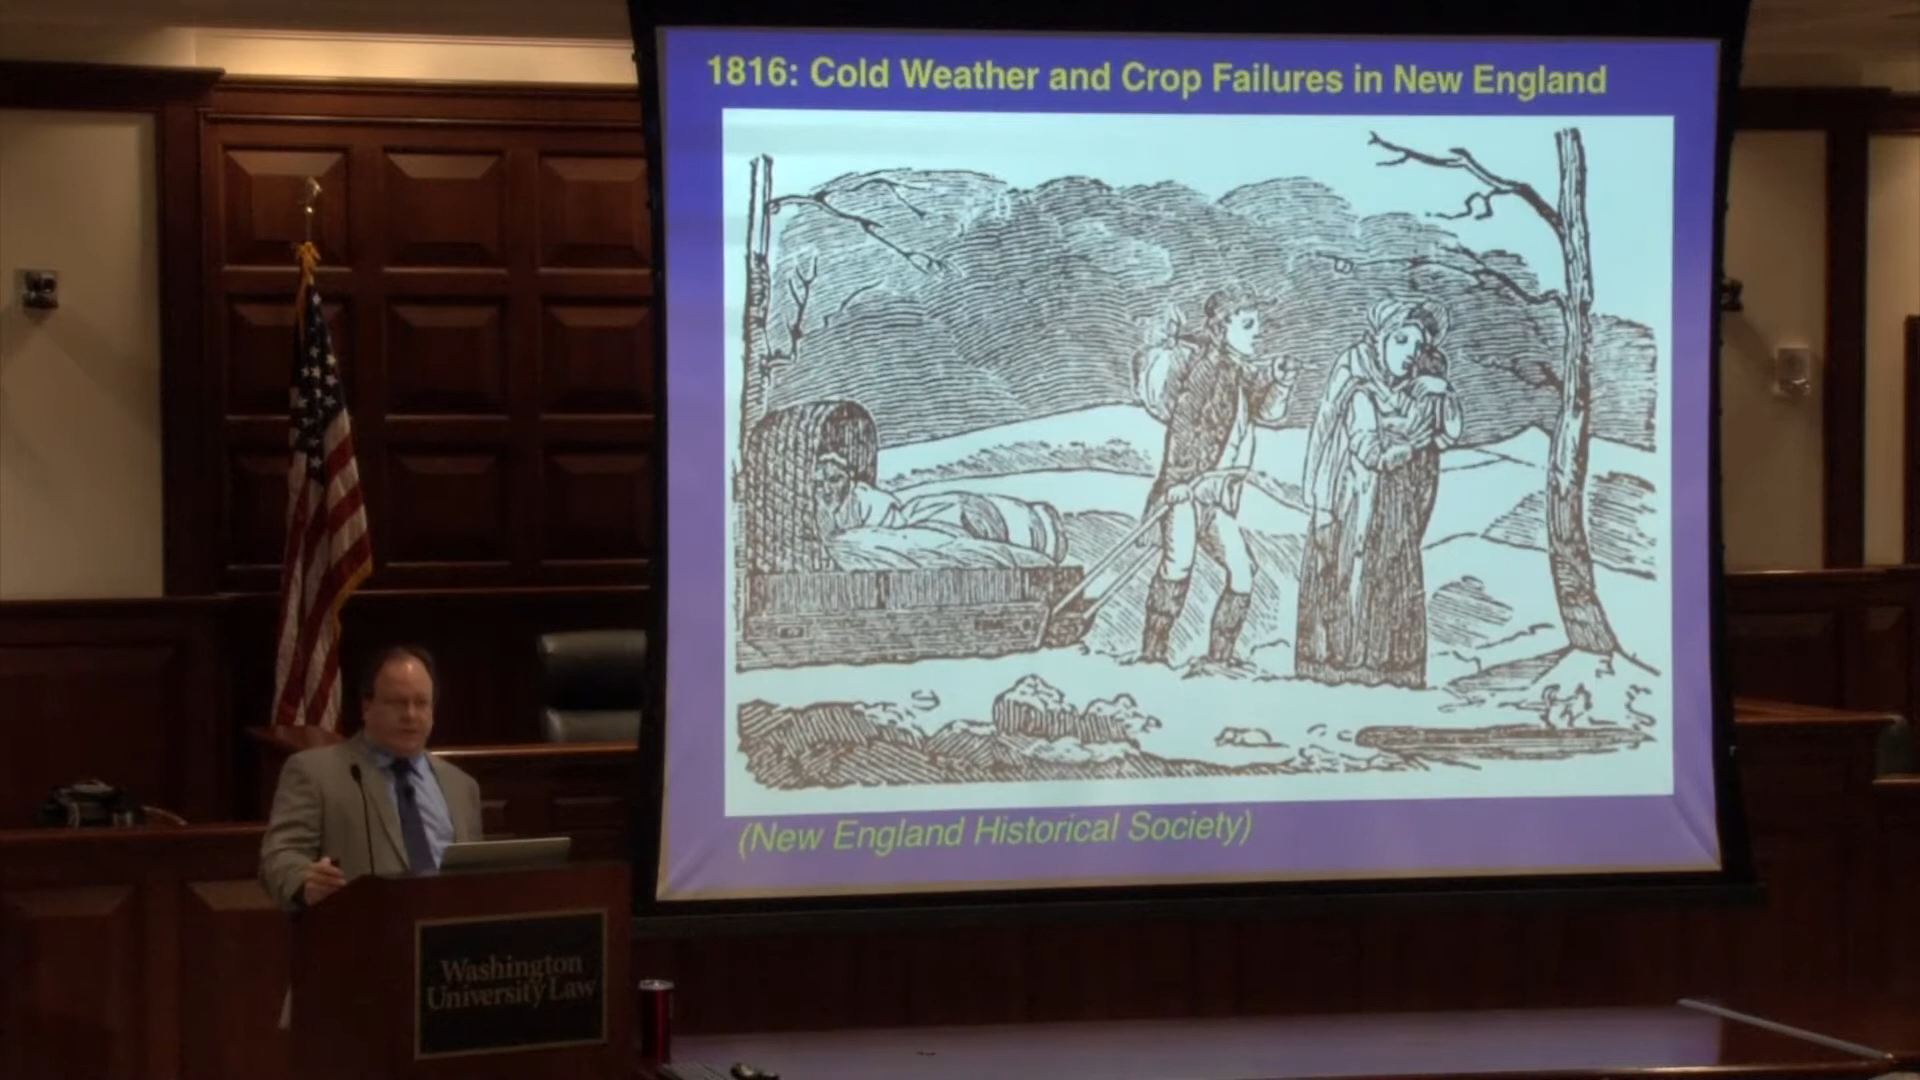 1816: Cold Weather and Crop Failures in New England
(New England Historical Society)
Washington
University Law